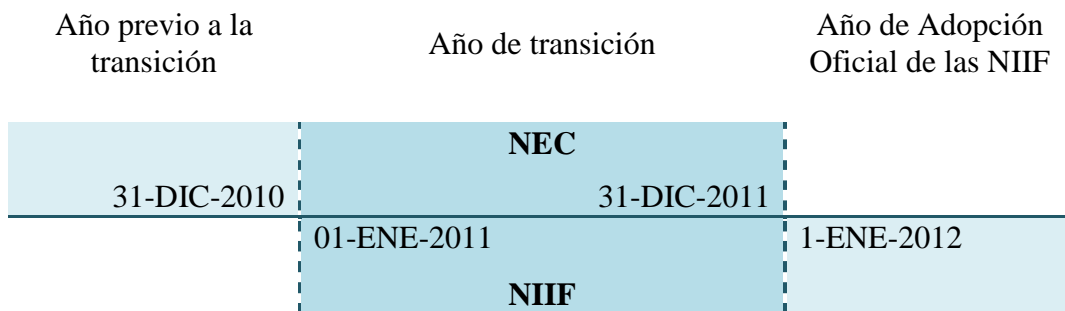 Año previo a la
transición
Año de transición
Año de Adopción
Oficial de las NIIF
NEC
31-DIC-2010
31-DIC-2011
01-ENE-2011
1-ENE-2012
NIIF